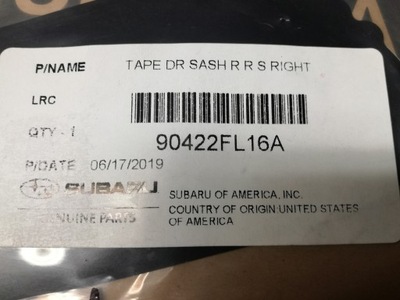 P/NAME TAPE DR SASH R R S RIGHT
LRC
QTY - 1
90422FL16A
P/DATE 06/17/2019
SUBARU SUBARU OF AMERICA, INC.
GENUINE PARTS COUNTRY OF ORIGIN:UNITED STATES
OF AMERICA